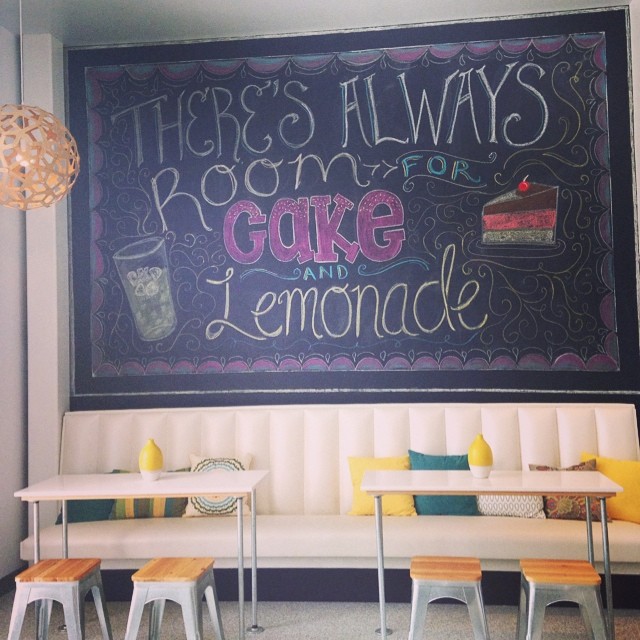 THERE'S ALWAYS
ROOM FOR
CAKE
AND
Lemonade